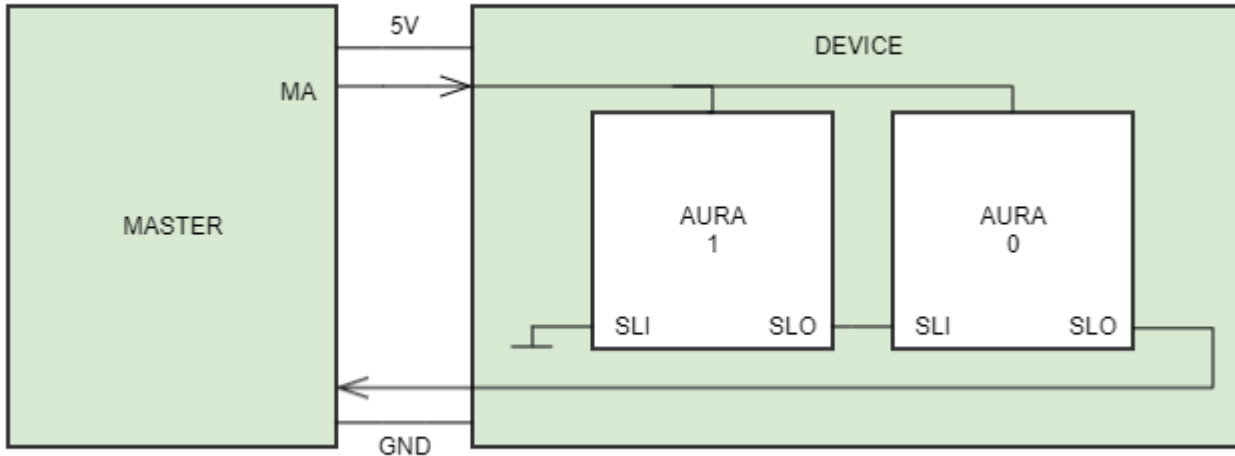 5V
DEVICE
MA
MASTER
AURA
1
AURA
0
SLI
SLO
SLI
SLO
GND